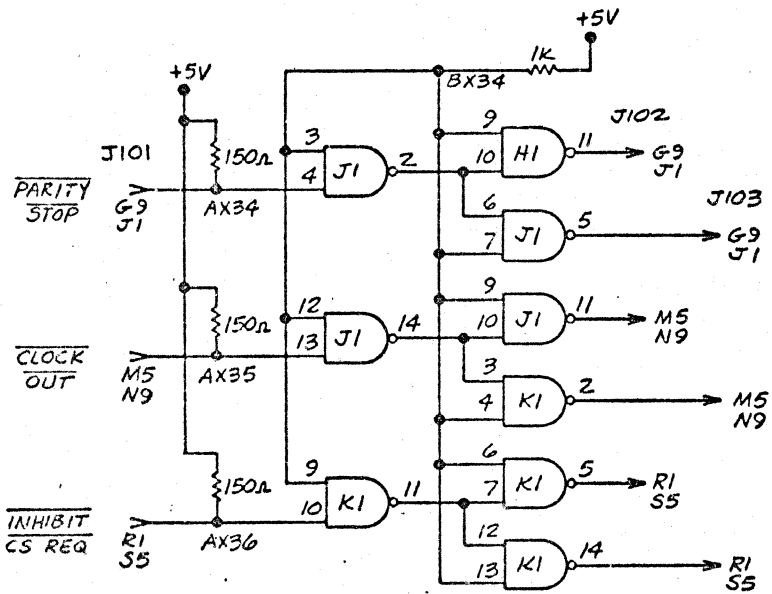 +5V
1K
BX34
+5V
J101
150Ω
3
4
J1
2
9
10
H1
11
J102
G9
J1
PARITY
STOP
G9
J1
AX34
6
7
J1
5
J103
G9
J1
150Ω
12
13
J1
14
9
10
J1
11
M5
N9
CLOCK
OUT
M5
N9
AX35
3
4
K1
2
M5
N9
150Ω
9
10
K1
11
6
7
K1
5
R1
S5
INHIBIT
CS REQ
R1
S5
AX36
12
13
K1
14
R1
S5